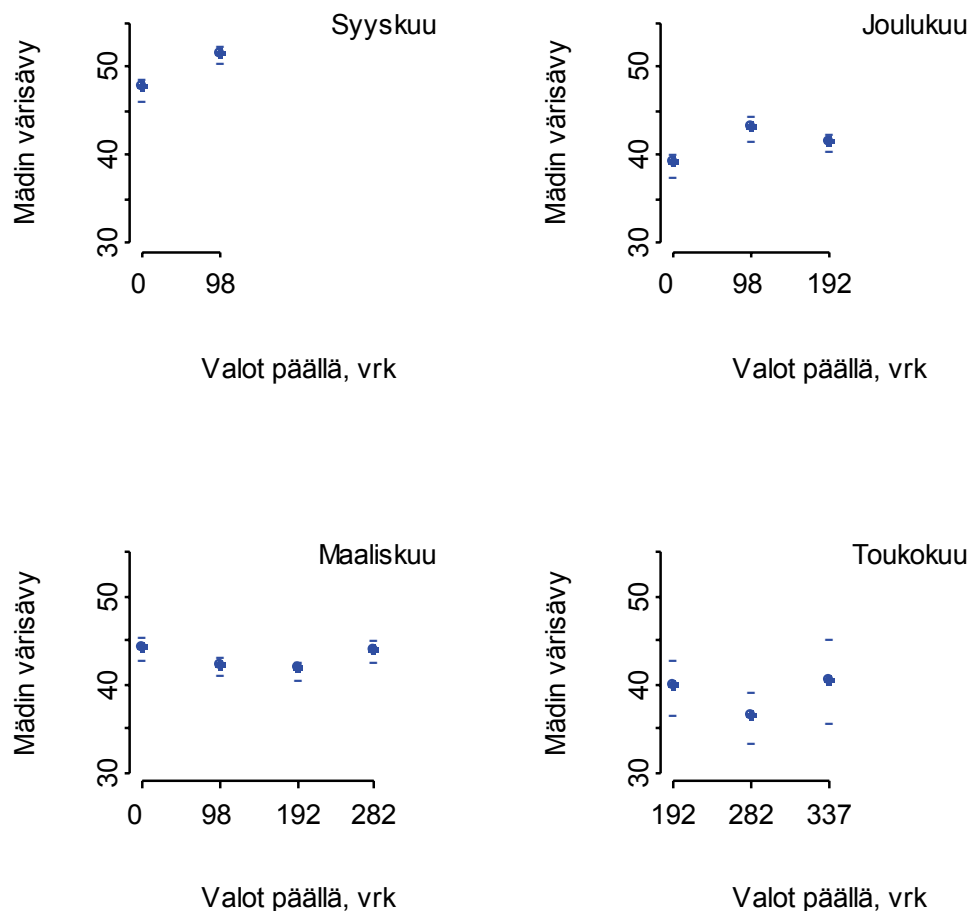 Syyskuu
Mädin värisävy
50
40
30
0 98
Valot päällä, vrk
Joulukuu
Mädin värisävy
50
40
30
0 98 192
Valot päällä, vrk
Maaliskuu
Mädin värisävy
50
40
30
0 98 192 282
Valot päällä, vrk
Toukokuu
Mädin värisävy
50
40
30
192 282 337
Valot päällä, vrk